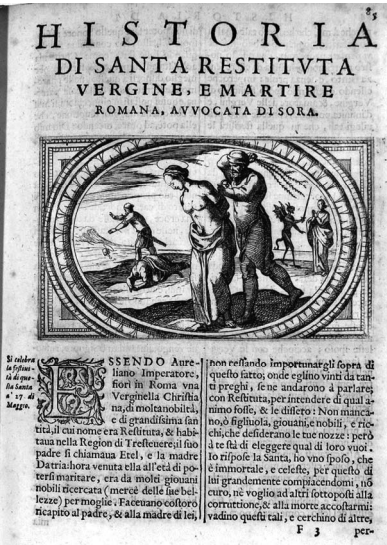 85
HISTORIA
DI SANTA RESTITVTA
VERGINE, E MARTIRE
ROMANA, AVVOCATA DI SORA.
Si celebra
la festiui-
tà di que-
sta Santa
a' 27 di
Maggio.
ESSENDO Aure-
liano Imperatore,
fiorì in Roma vna
Verginella Christia
na, di molta nobiltà,
e di grandissima san
tità, il cui nome era Restituta, & habi-
taua nella Region di Trasteuere; il suo
padre si chiamaua Etel, e la madre
Datria: hora venuta ella all'età di po-
tersi maritare, era da molti giouani
nobili ricercata (mercè delle sue bel-
lezze) per moglie. Faceuano costoro
ricapito al padre, & alla madre di lei,
non cessando importunargli sopra di
questo fatto; onde eglino vinti da tan-
ti preghi, se ne andarono à parlare
con Restituta, per intender di qual a-
nimo fosse, & le dissero: Non manca-
no, ò figliuola, giouani, e nobili, e ric-
chi, che desiderano le tue nozze: però
à te stà di eleggere qual di loro vuoi.
Io rispose la Santa, hò vno sposo, che
è immortale, e celeste, per questo di
lui grandemente compiacendomi, nõ
curo, nè voglio ad altri sottoposti alla
corruttione, & alla morte accostarmi:
vadino questi tali, e cerchino di altre,
F 3 per-